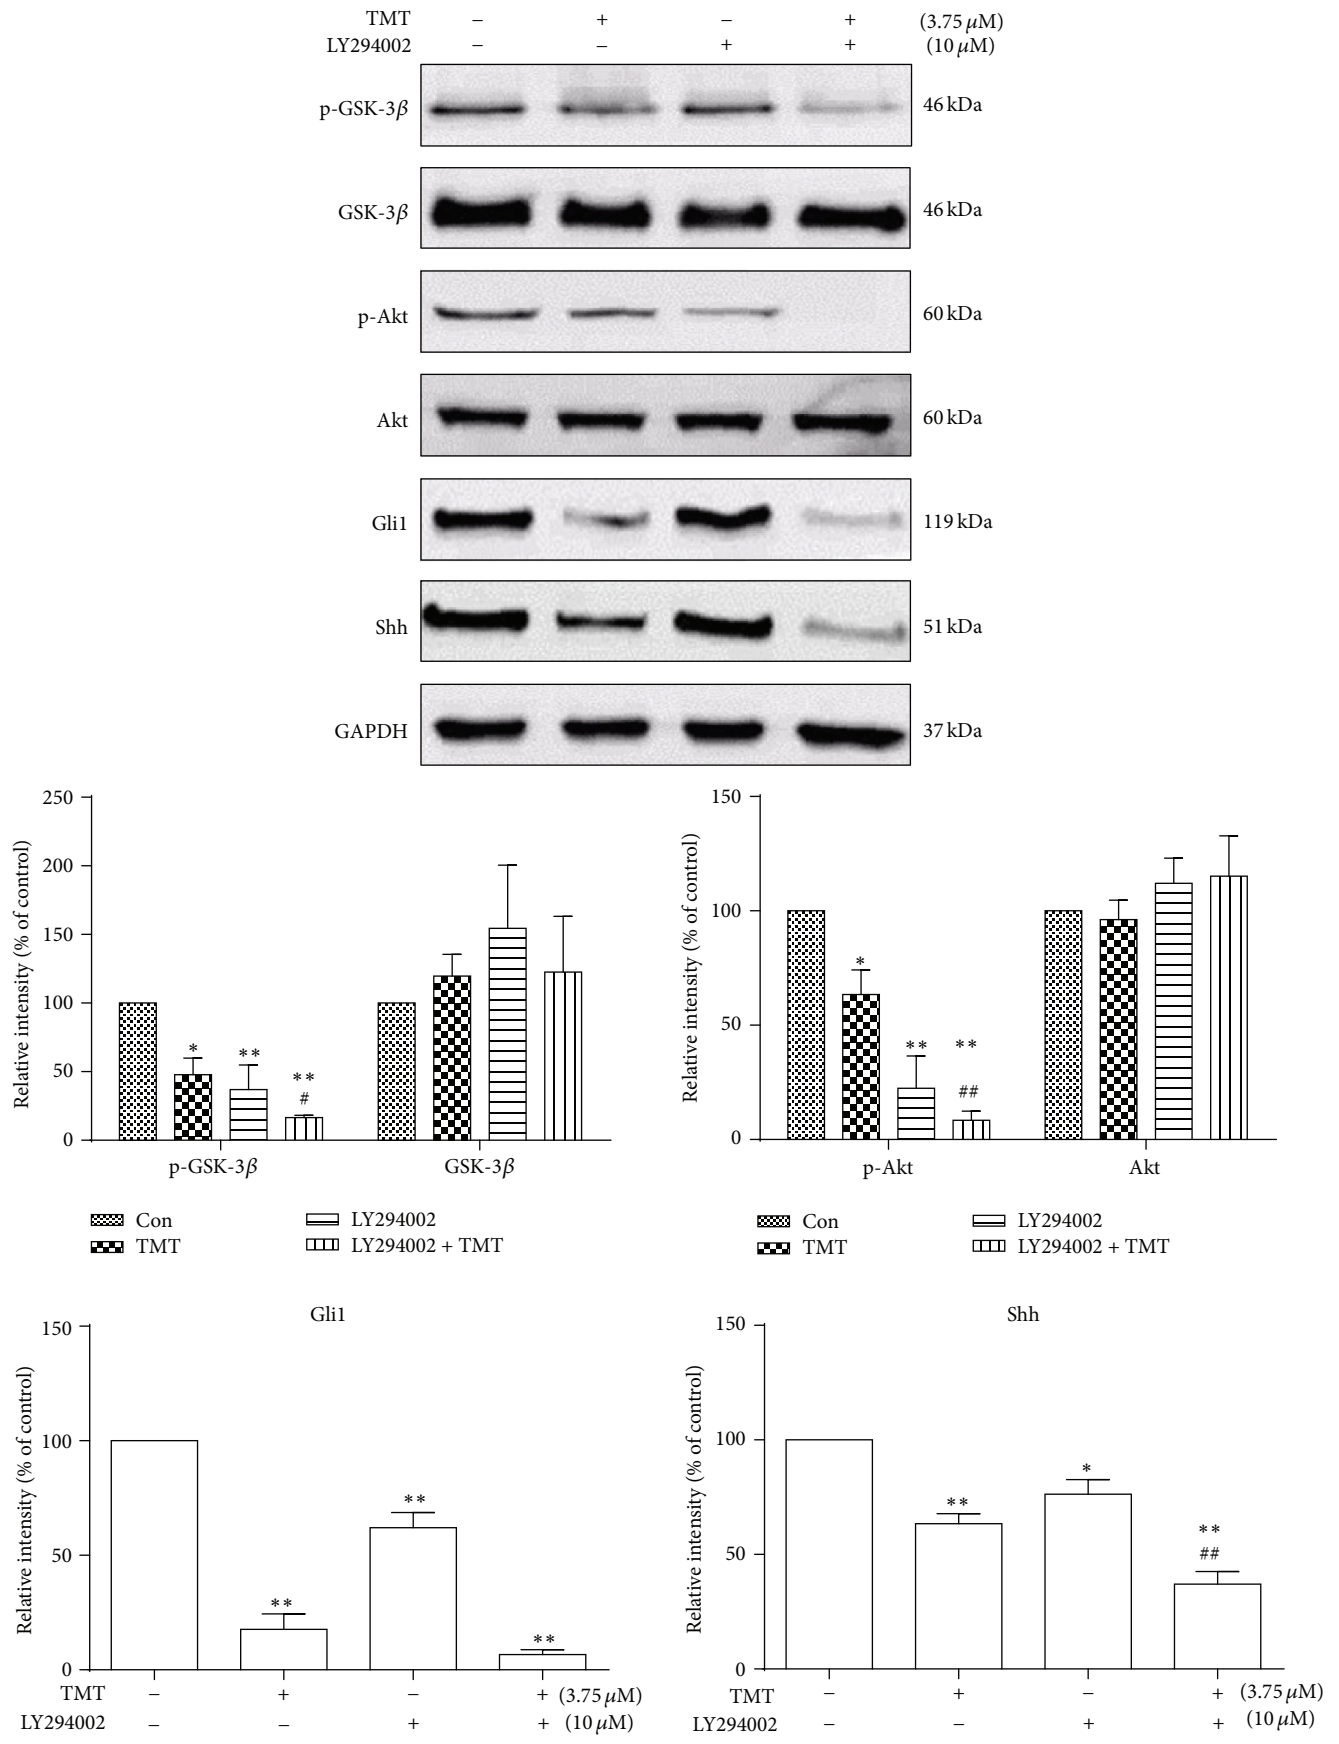 TMT − + − + (3.75 μM)
LY294002 − − + + (10 μM)
p-GSK-3β 46 kDa
GSK-3β 46 kDa
p-Akt 60 kDa
Akt 60 kDa
Gli1 119 kDa
Shh 51 kDa
GAPDH 37 kDa
Relative intensity (% of control)
250
200
150
100
50
0
*
**
**
#
p-GSK-3β GSK-3β
Con LY294002
TMT LY294002 + TMT
Relative intensity (% of control)
150
100
50
0
*
** **
##
p-Akt Akt
Con LY294002
TMT LY294002 + TMT
Gli1
Relative intensity (% of control)
150
100
50
0
**
**
**
TMT − + − + (3.75 μM)
LY294002 − − + + (10 μM)
Shh
Relative intensity (% of control)
150
100
50
0
**
*
**
##
TMT − + − + (3.75 μM)
LY294002 − − + + (10 μM)